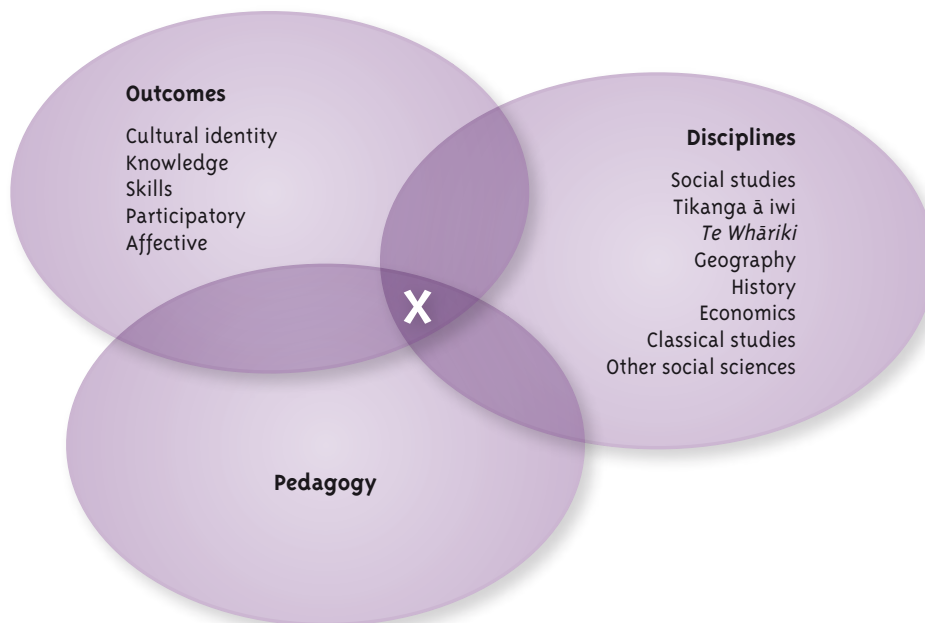 Outcomes
Cultural identity
Knowledge
Skills
Participatory
Affective
Disciplines
Social studies
Tikanga ā iwi
Te Whāriki
Geography
History
Economics
Classical studies
Other social sciences
X
Pedagogy